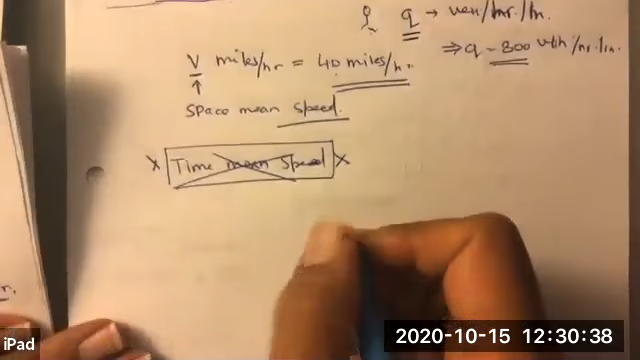 q → veh/hr./ln.
V miles/hr = 40 miles/hr. ⇒ q = 800 veh/hr./ln.
↑
Space mean Speed.
x Time mean Speed x
r.
iPad
2020-10-15 12:30:38